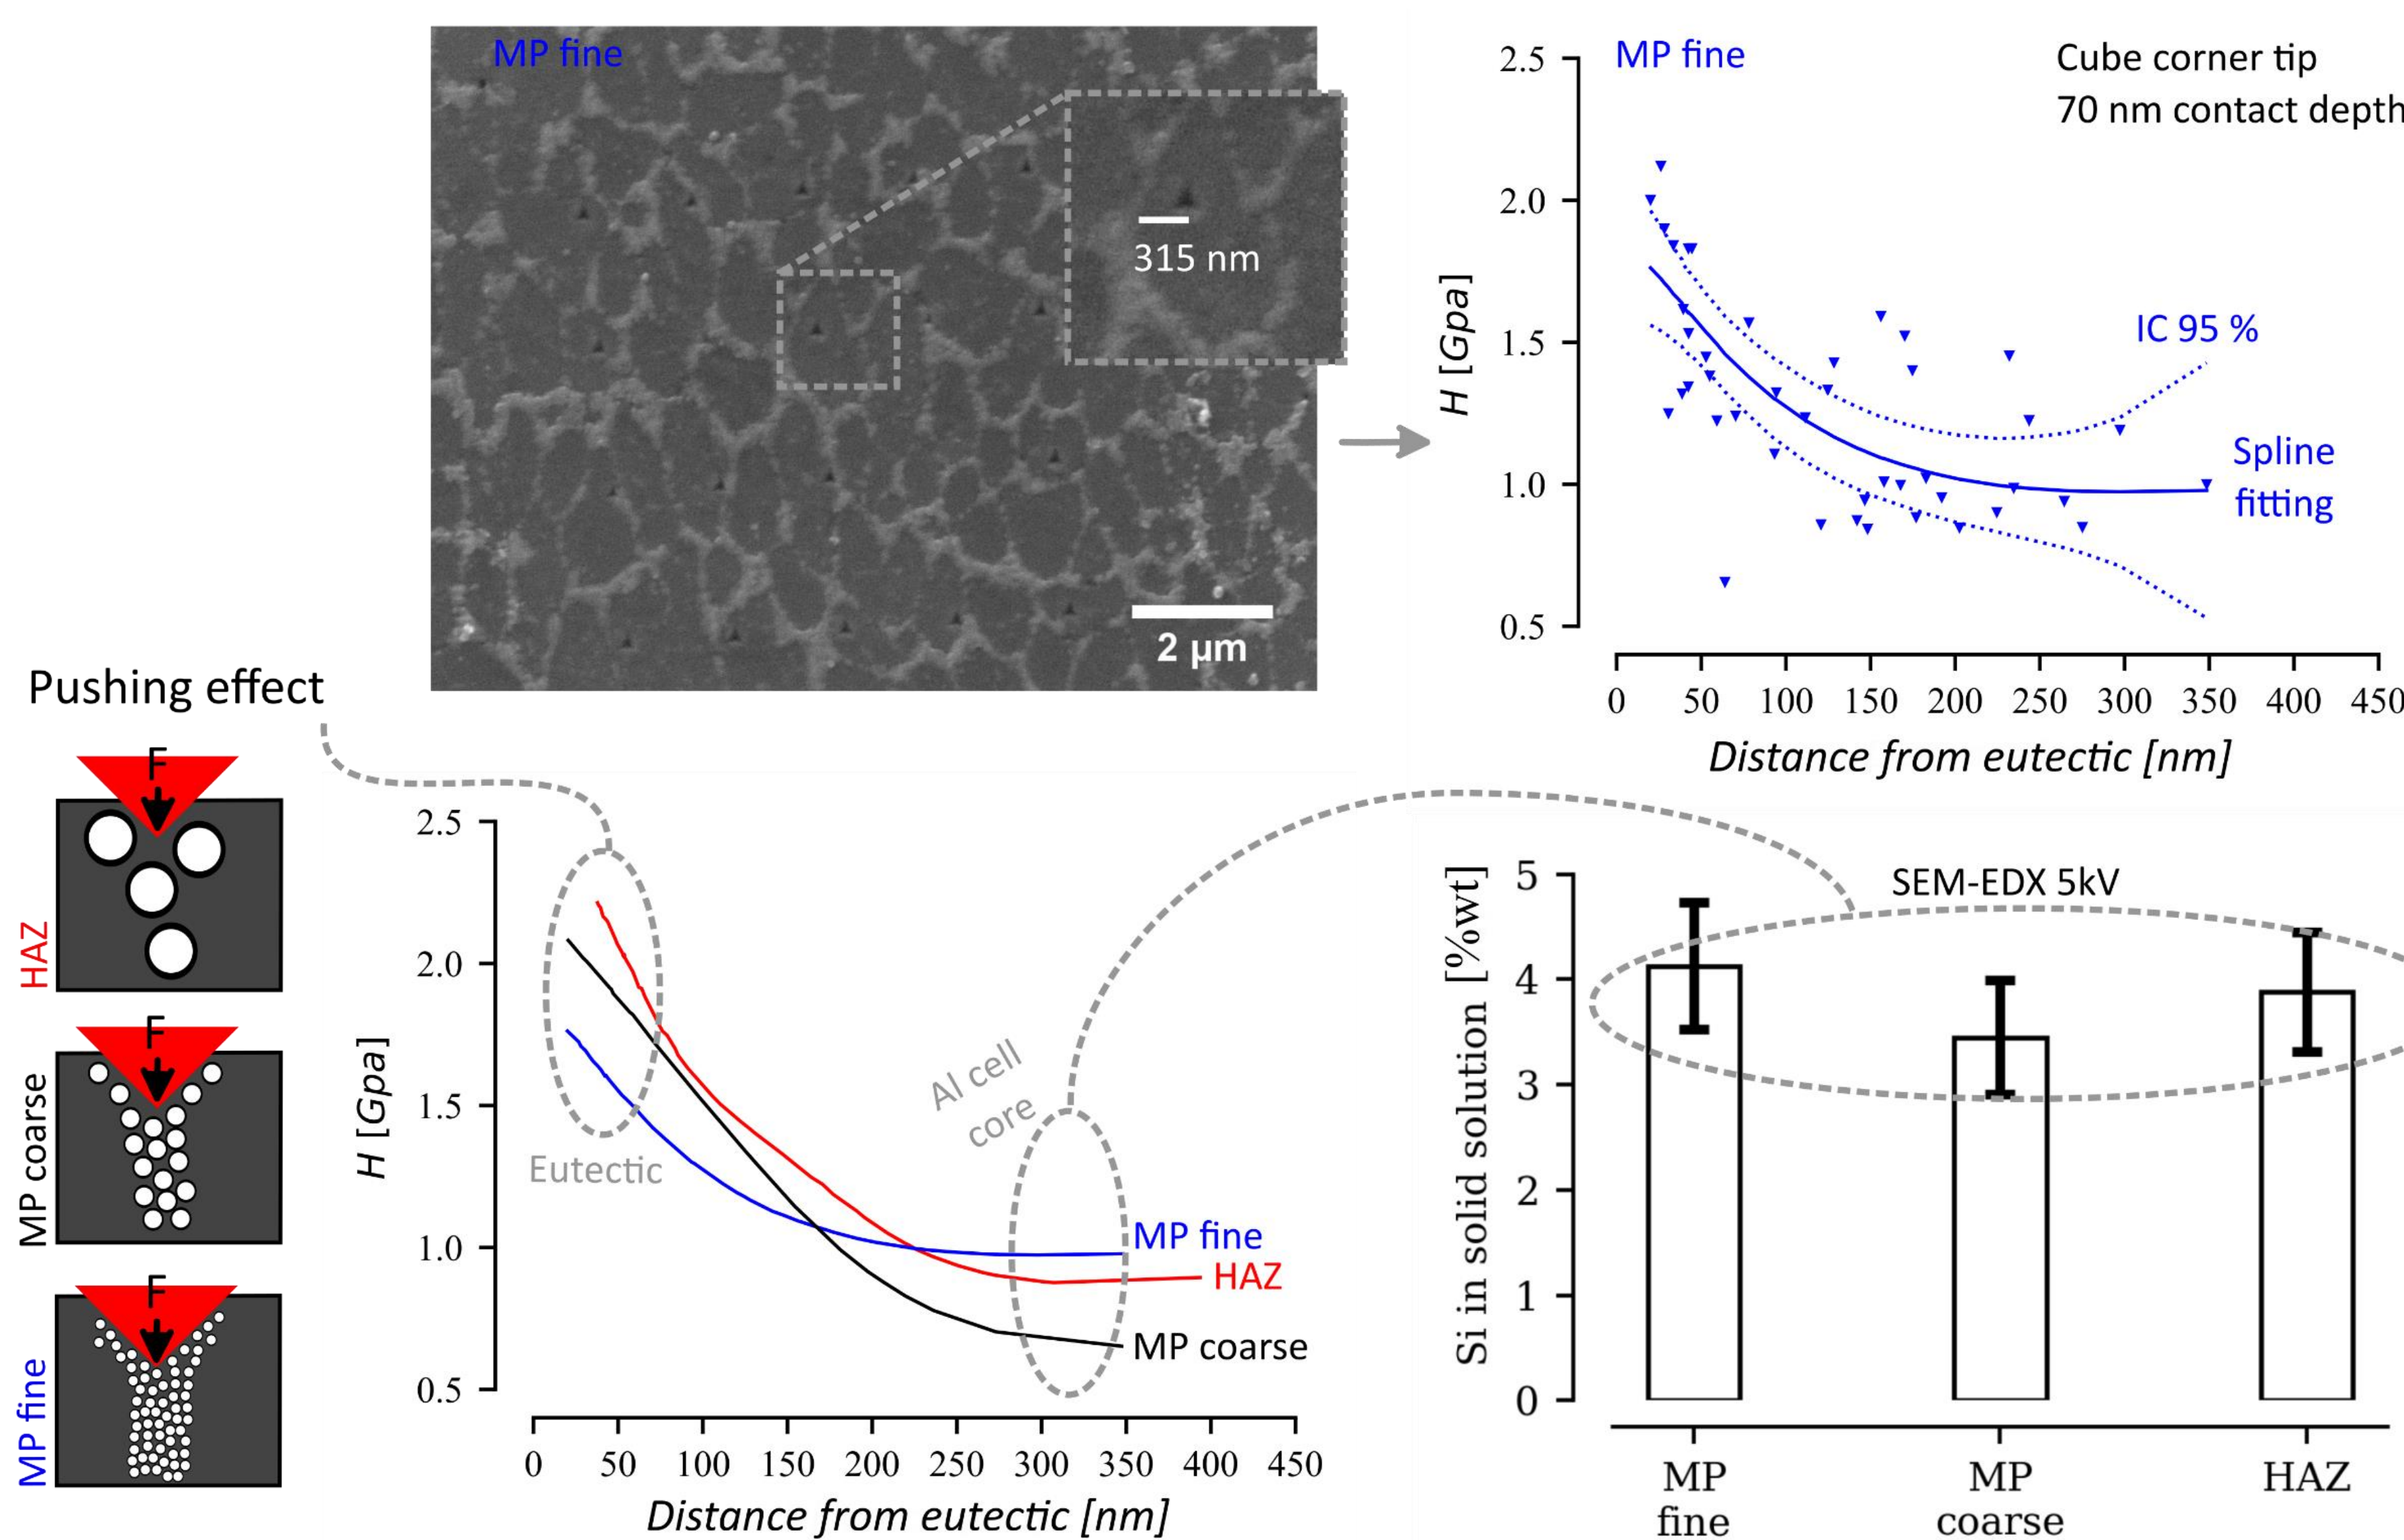 MP fine
315 nm
2 µm
MP fine
Cube corner tip
70 nm contact depth
IC 95 %
Spline
fitting
H [Gpa]
2.5
2.0
1.5
1.0
0.5
0 50 100 150 200 250 300 350 400 450
Distance from eutectic [nm]
Pushing effect
F
HAZ
F
MP coarse
F
MP fine
H [Gpa]
2.5
2.0
1.5
1.0
0.5
Eutectic
Al cell
core
MP fine
HAZ
MP coarse
0 50 100 150 200 250 300 350 400 450
Distance from eutectic [nm]
SEM-EDX 5kV
Si in solid solution [%wt]
5
4
3
2
1
0
MP
fine
MP
coarse
HAZ